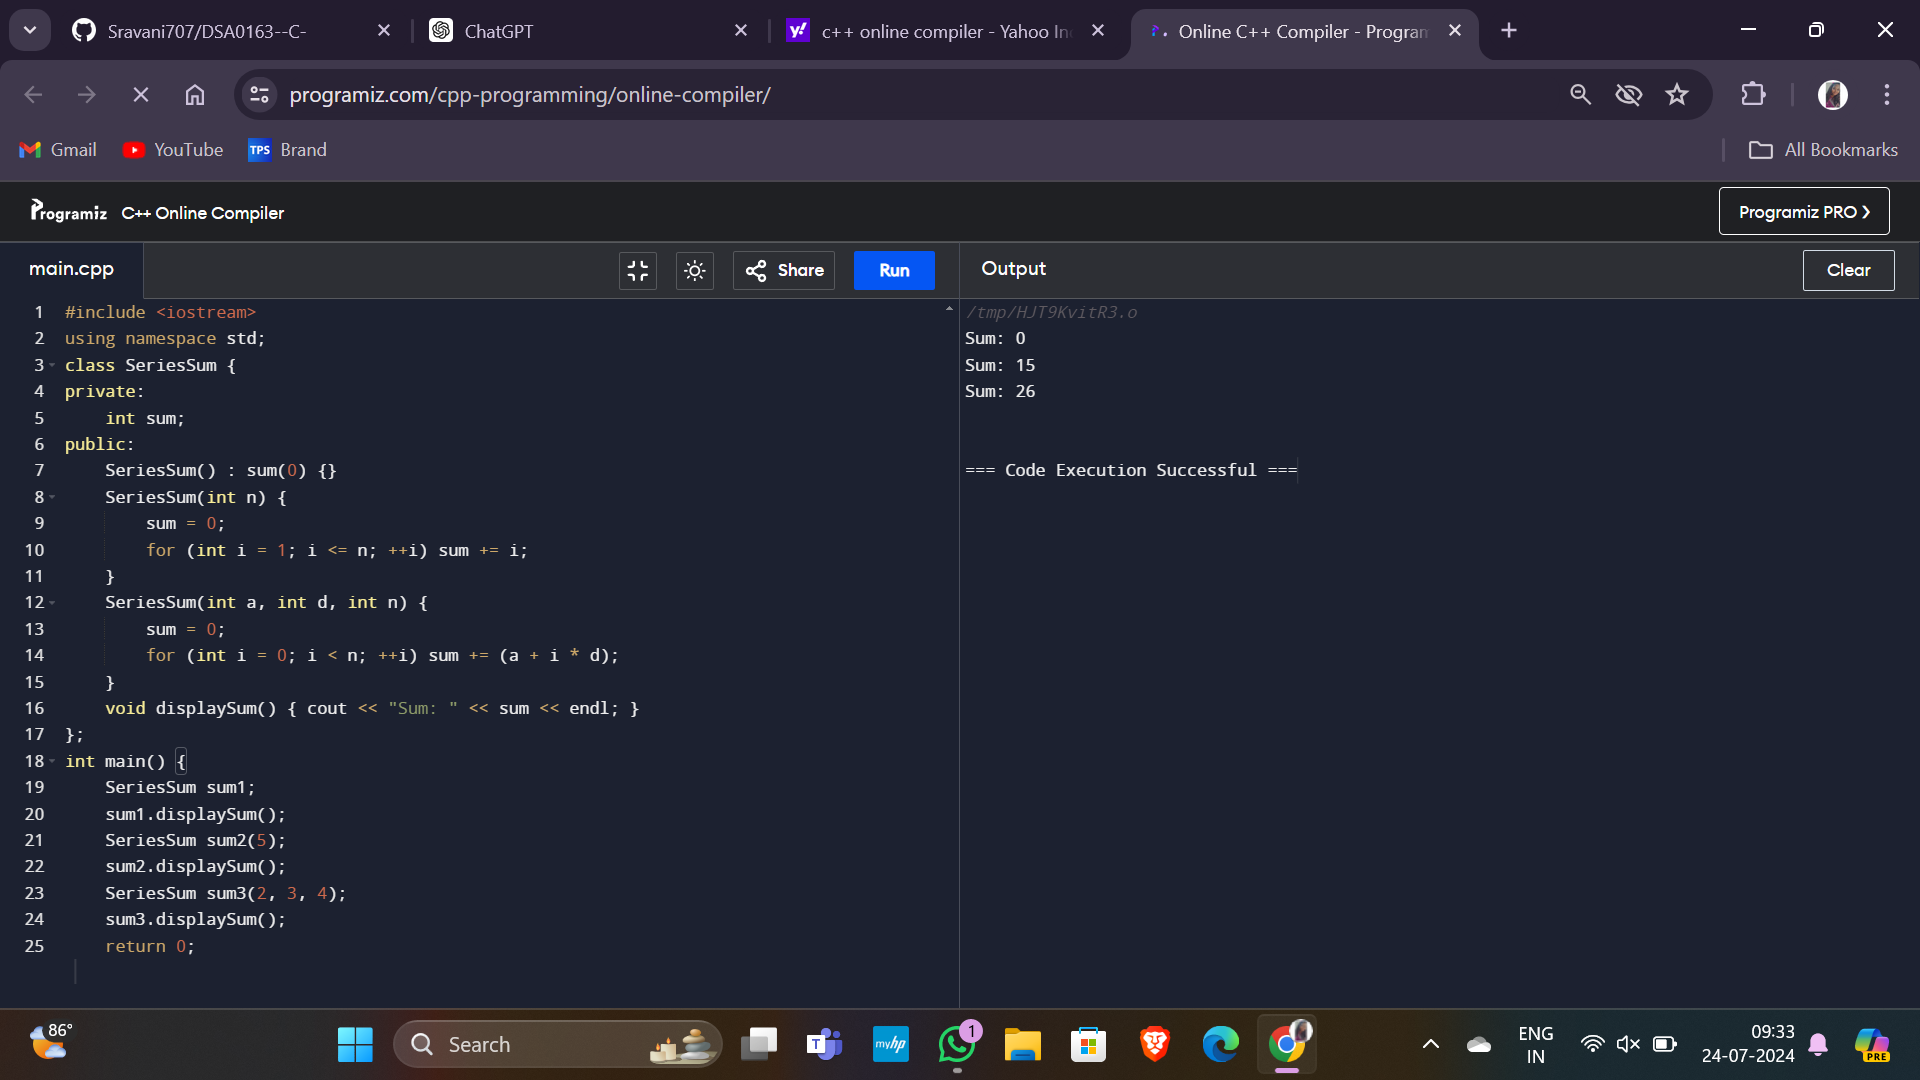 Sravani707/DSA0163--C-
ChatGPT
c++ online compiler - Yahoo In
Online C++ Compiler - Program
programiz.com/cpp-programming/online-compiler/
Gmail
YouTube
TPS Brand
All Bookmarks
Programiz C++ Online Compiler
Programiz PRO ❯
main.cpp
Share
Run
Output
Clear
1 #include <iostream>
2 using namespace std;
3 class SeriesSum {
4 private:
5     int sum;
6 public:
7     SeriesSum() : sum(0) {}
8     SeriesSum(int n) {
9         sum = 0;
10         for (int i = 1; i <= n; ++i) sum += i;
11     }
12     SeriesSum(int a, int d, int n) {
13         sum = 0;
14         for (int i = 0; i < n; ++i) sum += (a + i * d);
15     }
16     void displaySum() { cout << "Sum: " << sum << endl; }
17 };
18 int main() {
19     SeriesSum sum1;
20     sum1.displaySum();
21     SeriesSum sum2(5);
22     sum2.displaySum();
23     SeriesSum sum3(2, 3, 4);
24     sum3.displaySum();
25     return 0;
/tmp/HJT9KvitR3.o
Sum: 0
Sum: 15
Sum: 26
=== Code Execution Successful ===
86°
Search
T
myhp
1
ENG
IN
09:33
24-07-2024
PRE